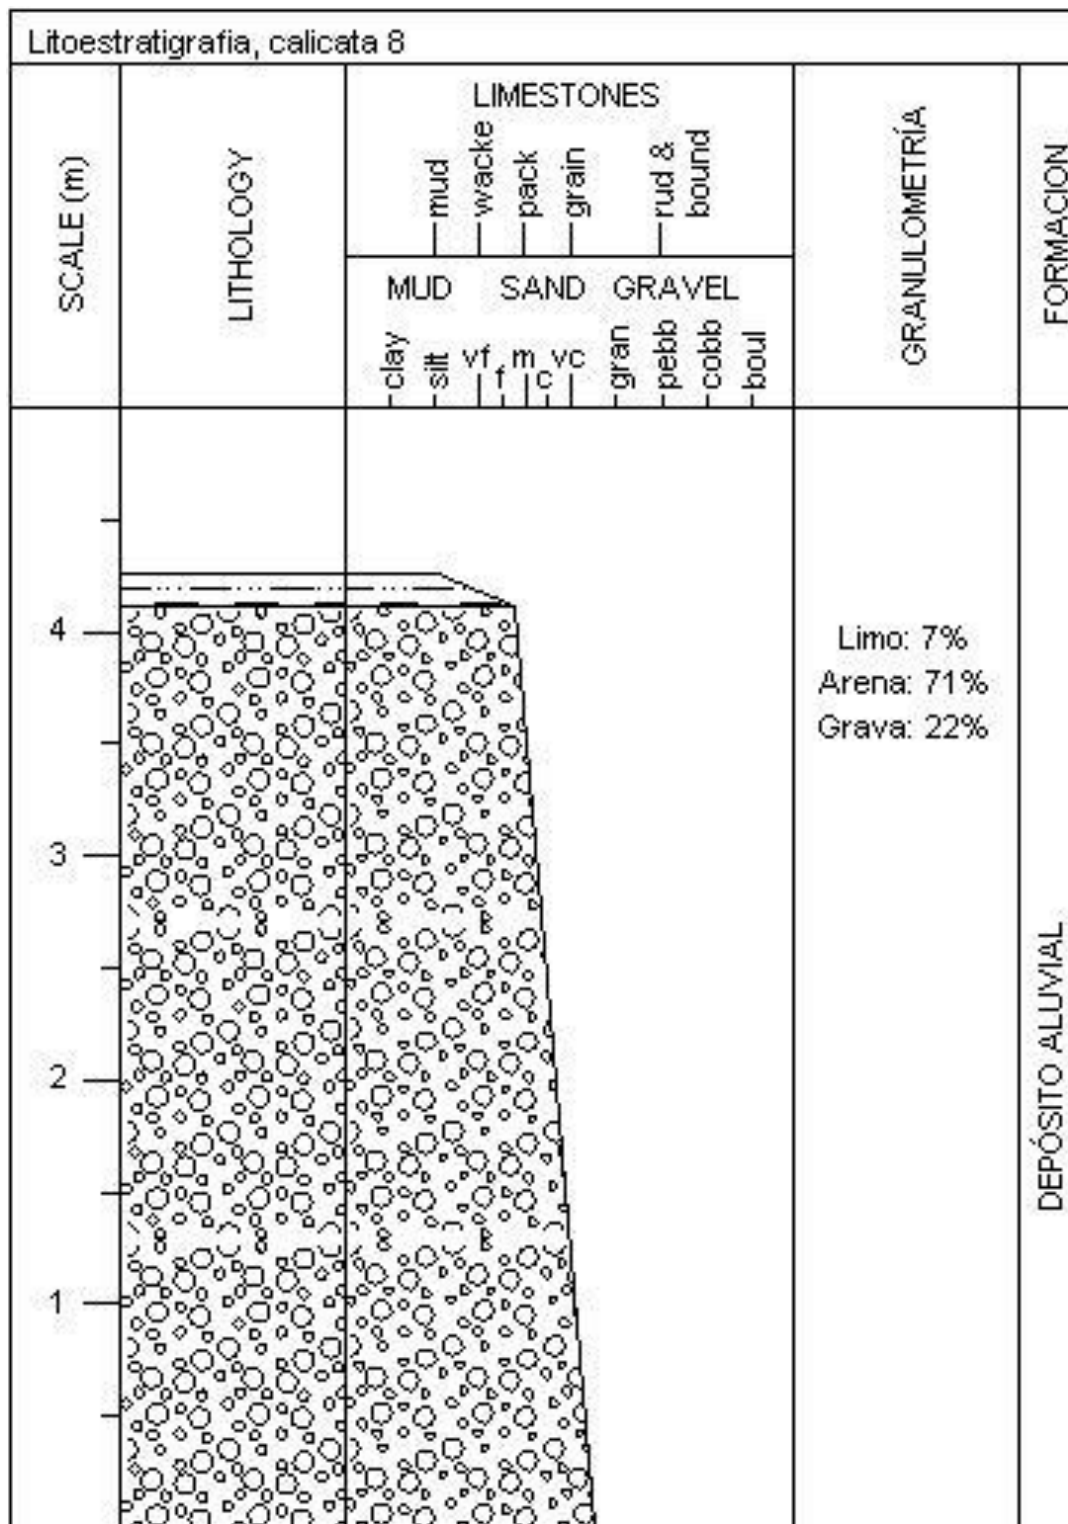 Litoestratigrafia, calicata 8
SCALE (m)
LITHOLOGY
LIMESTONES
mud
wacke
pack
grain
rud &
bound
MUD SAND GRAVEL
clay
silt
vf
f
m
c
vc
gran
pebb
cobb
boul
GRANULOMETRÍA
FORMACION
4
3
2
1
Limo: 7%
Arena: 71%
Grava: 22%
DEPÓSITO ALUVIAL